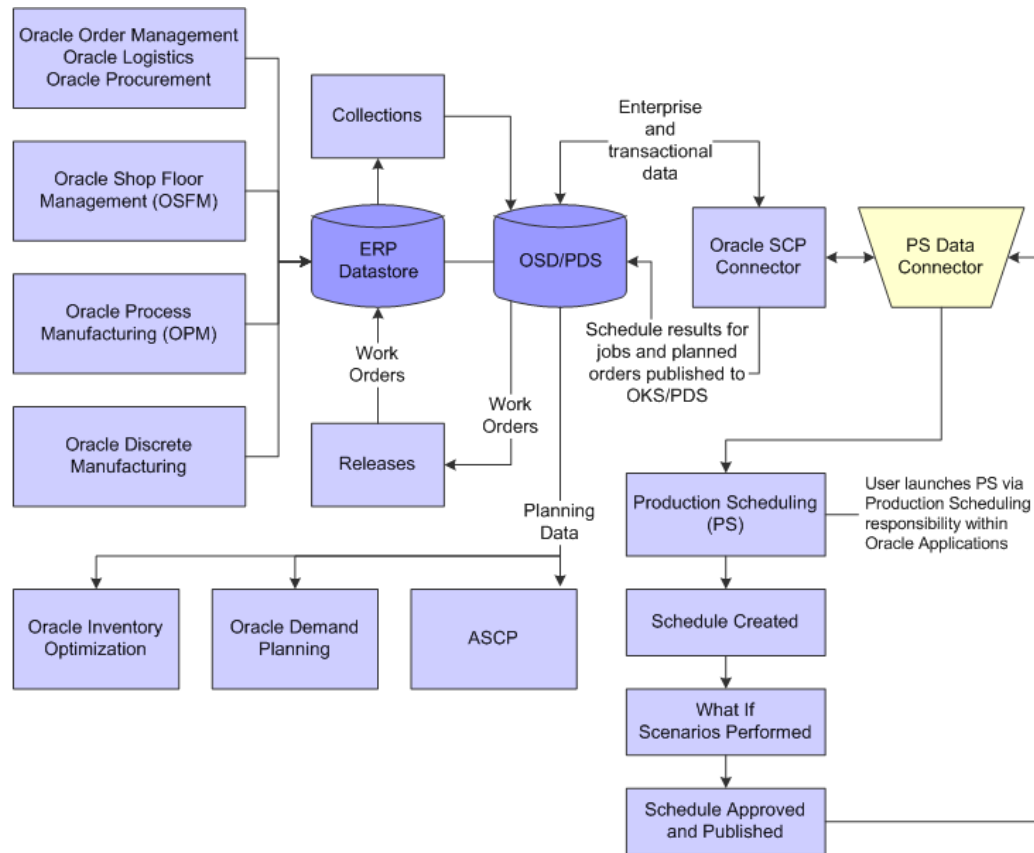 Oracle Order Management
Oracle Logistics
Oracle Procurement
Collections
Enterprise
and
transactional
data
Oracle Shop Floor
Management (OSFM)
ERP
Datastore
OSD/PDS
Oracle SCP
Connector
PS Data
Connector
Oracle Process
Manufacturing (OPM)
Work
Orders
Schedule results for
jobs and planned
orders published to
OKS/PDS
Work
Orders
Oracle Discrete
Manufacturing
Releases
Production Scheduling
(PS)
User launches PS via
Production Scheduling
responsibility within
Oracle Applications
Planning
Data
Oracle Inventory
Optimization
Oracle Demand
Planning
ASCP
Schedule Created
What If
Scenarios Performed
Schedule Approved
and Published